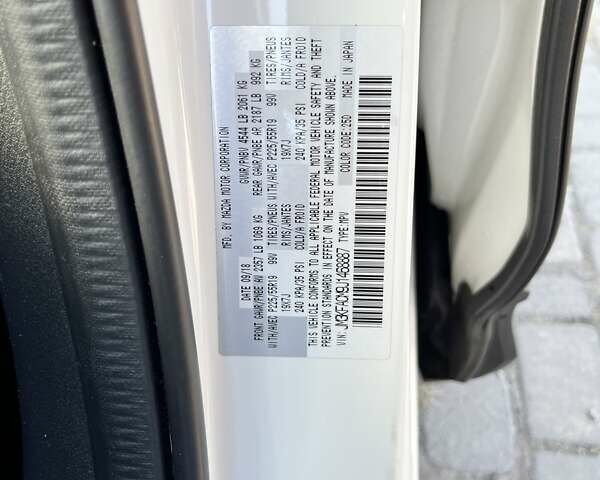 MFD. BY MAZDA MOTOR CORPORATION
DATE 09/18 GVWR/PNBV 4544 LB 2061 KG
FRONT GAWR/PNBE AV 2357 LB 1069 KG REAR GAWR/PNBE AR 2187 LB 992 KG
WITH/AVEC P225/55R19 99V TIRES/PNEUS WITH/AVEC P225/55R19 99V TIRES/PNEUS
19X7J RIMS/JANTES 19X7J RIMS/JANTES
240 KPA/35 PSI COLD/A FROID 240 KPA/35 PSI COLD/A FROID
THIS VEHICLE CONFORMS TO ALL APPLICABLE FEDERAL MOTOR VEHICLE SAFETY AND THEFT
PREVENTION STANDARDS IN EFFECT ON THE DATE OF MANUFACTURE SHOWN ABOVE.
VIN: JM3KFACM9J1463887 TYPE:MPV COLOR CODE:25D MADE IN JAPAN